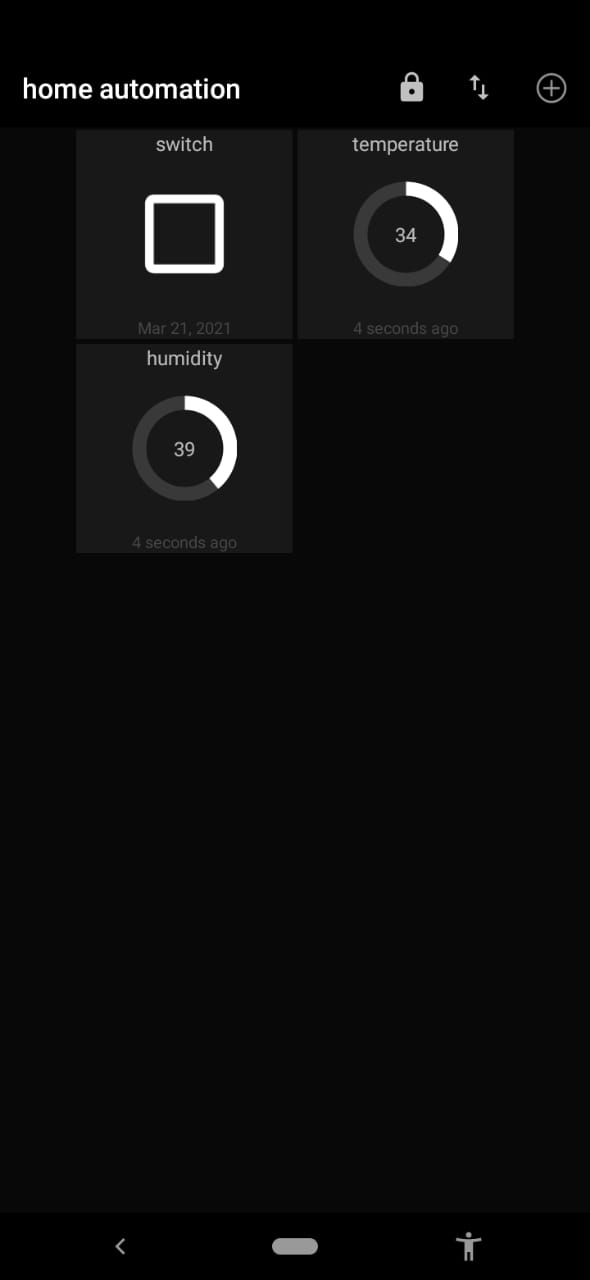 home automation
switch
temperature
34
Mar 21, 2021
4 seconds ago
humidity
39
4 seconds ago